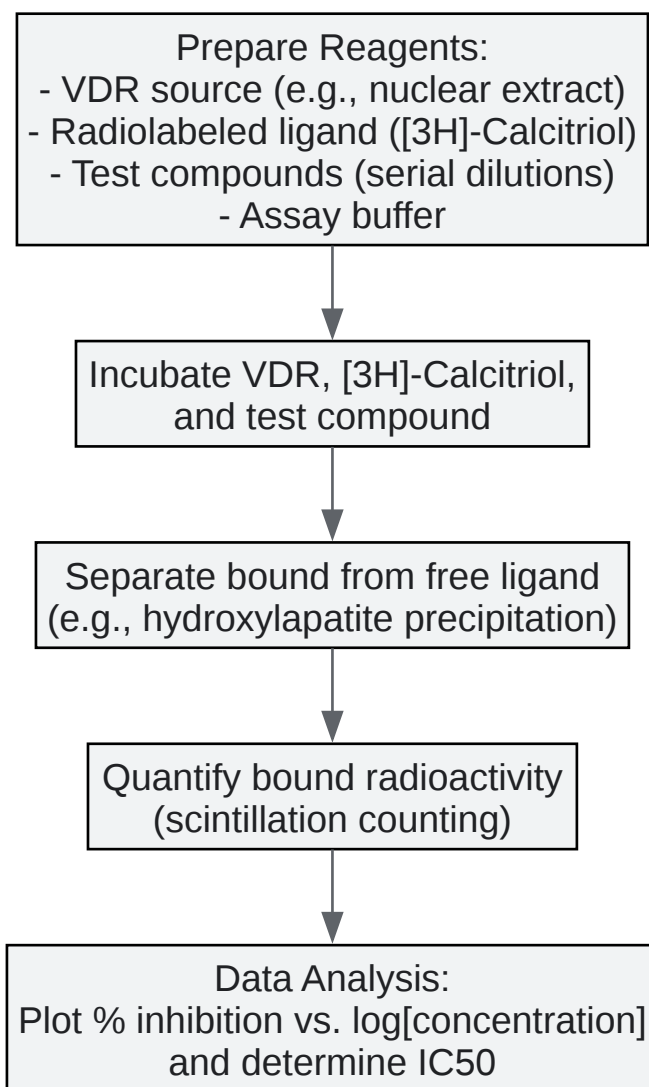 Prepare Reagents:
- VDR source (e.g., nuclear extract)
- Radiolabeled ligand ([3H]-Calcitriol)
- Test compounds (serial dilutions)
- Assay buffer
Incubate VDR, [3H]-Calcitriol,
and test compound
Separate bound from free ligand
(e.g., hydroxylapatite precipitation)
Quantify bound radioactivity
(scintillation counting)
Data Analysis:
Plot % inhibition vs. log[concentration]
and determine IC50